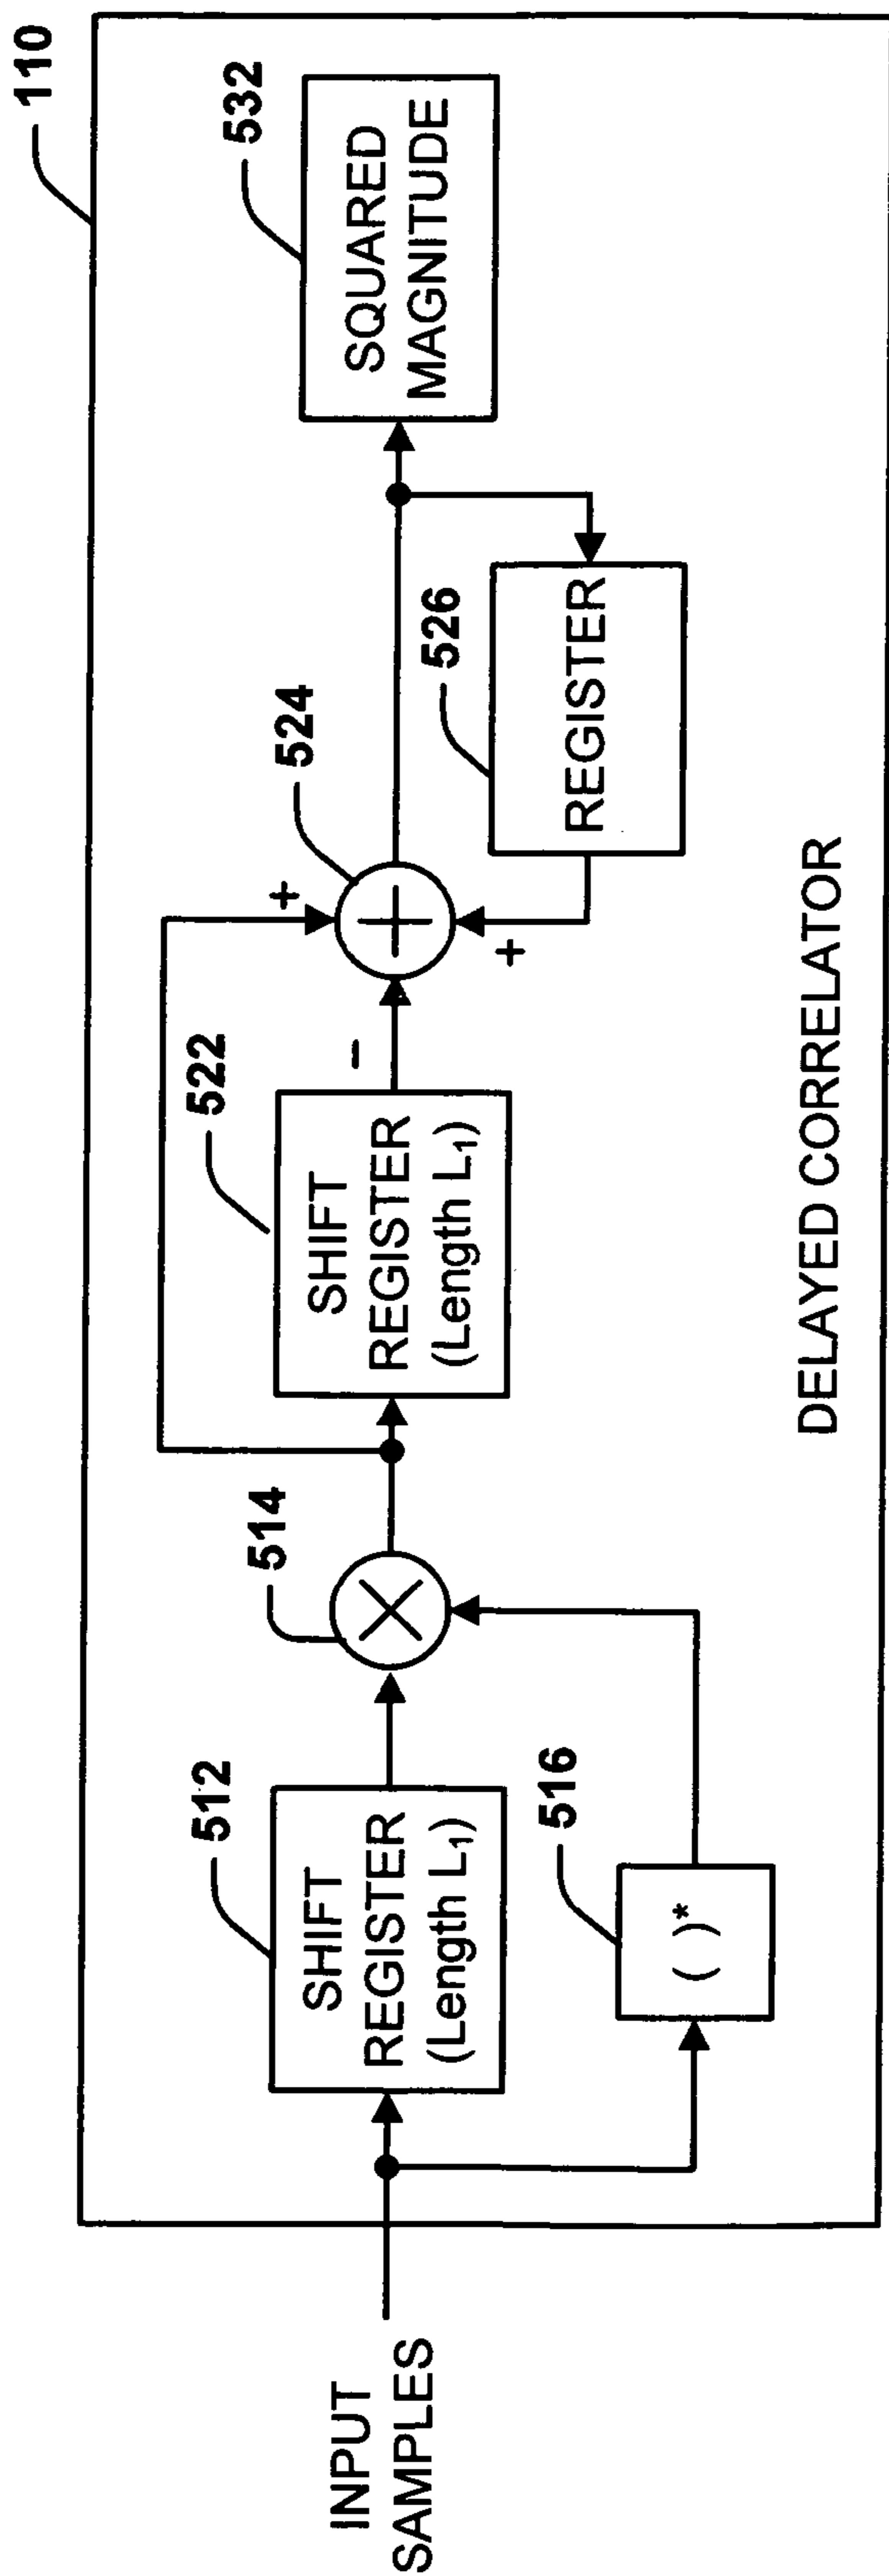 110
INPUT
SAMPLES
512
SHIFT
REGISTER
(Length L₁)
514
516
( )*
522
SHIFT
REGISTER
(Length L₁)
−
+
524
+
526
REGISTER
532
SQUARED
MAGNITUDE
DELAYED CORRELATOR